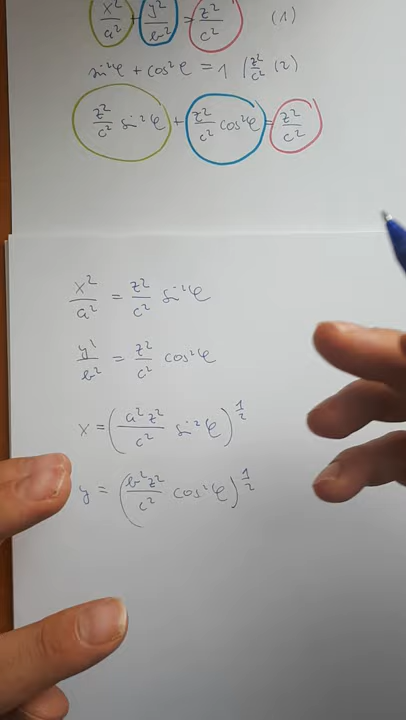 x²/a² + y²/b² = z²/c² (1)
sin²φ + cos²φ = 1 | z²/c² (2)
z²/c² sin²φ + z²/c² cos²φ = z²/c²
x²/a² = z²/c² sin²φ
y²/b² = z²/c² cos²φ
x = (a²z²/c² sin²φ)^½
y = (b²z²/c² cos²φ)^½